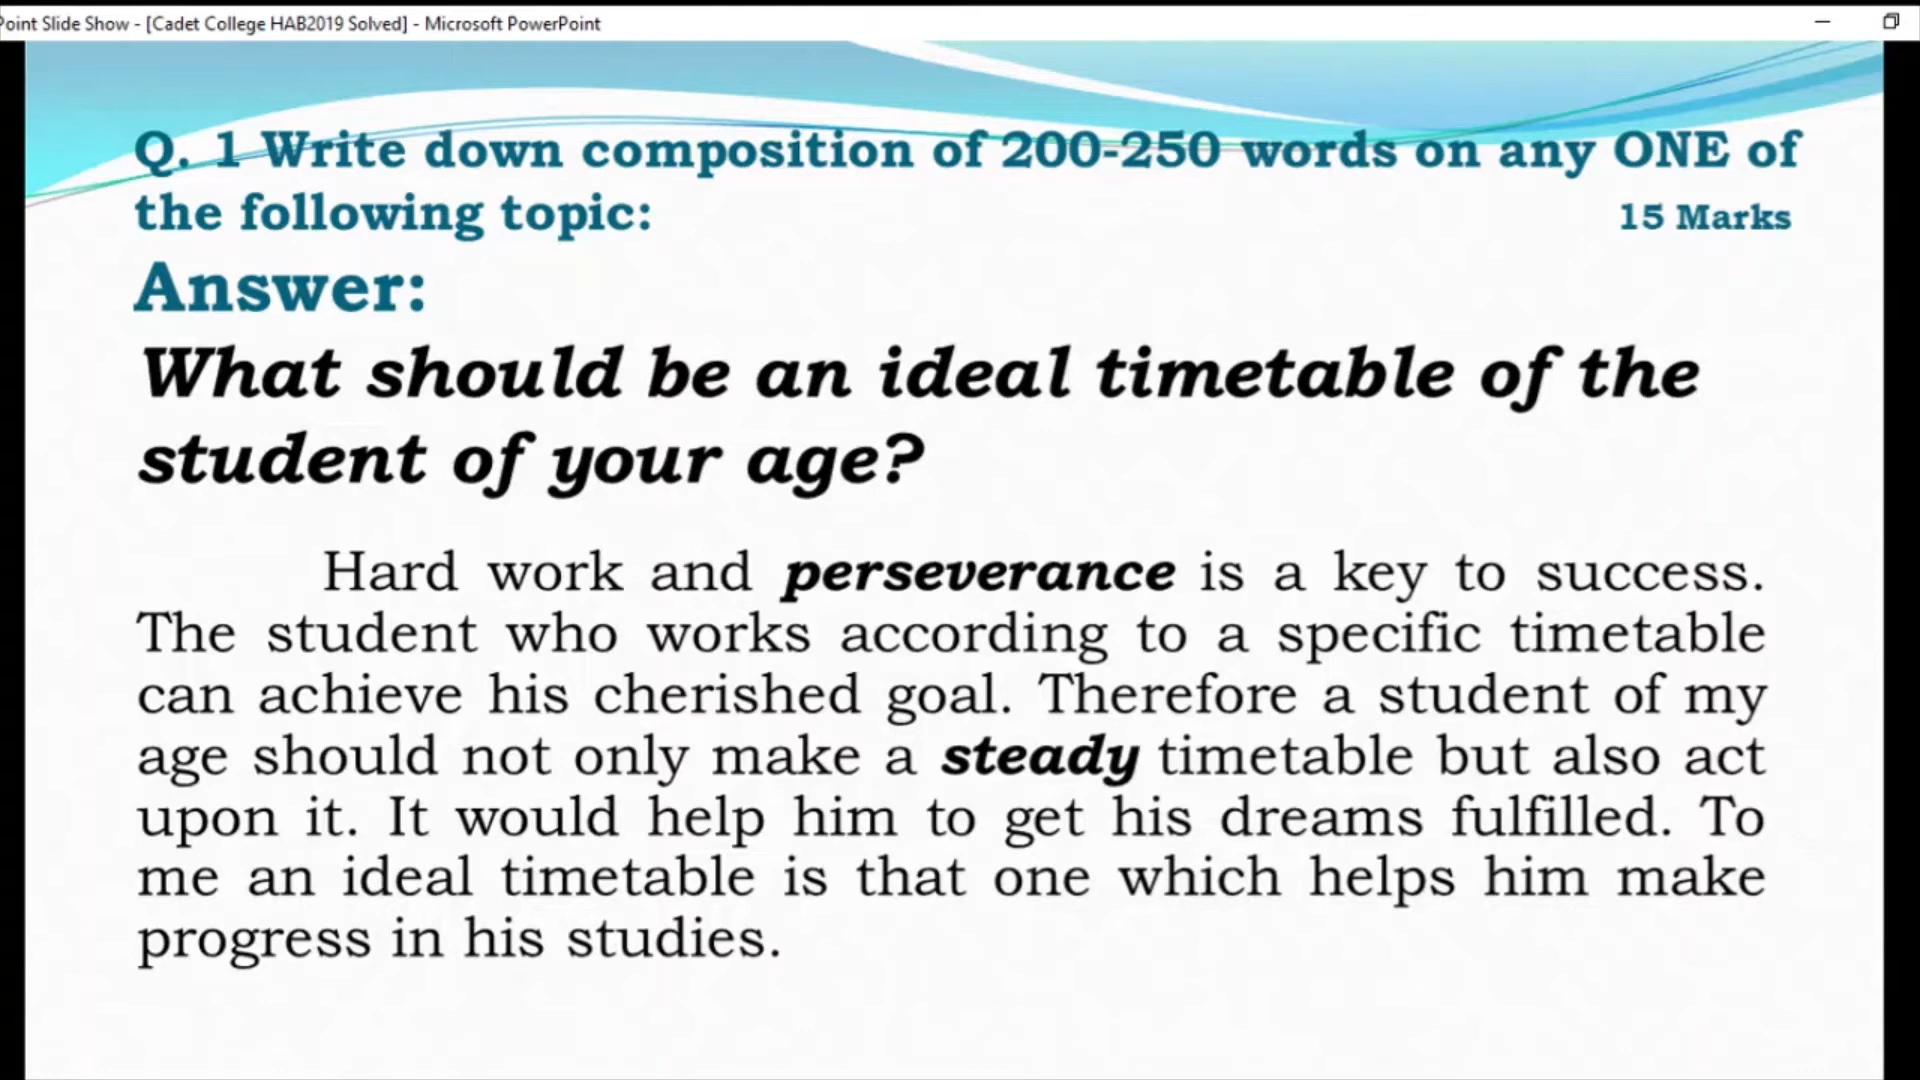 Point Slide Show - [Cadet College HAB2019 Solved] - Microsoft PowerPoint
Q. 1 Write down composition of 200-250 words on any ONE of
the following topic: 15 Marks
Answer:
What should be an ideal timetable of the
student of your age?
Hard work and perseverance is a key to success.
The student who works according to a specific timetable
can achieve his cherished goal. Therefore a student of my
age should not only make a steady timetable but also act
upon it. It would help him to get his dreams fulfilled. To
me an ideal timetable is that one which helps him make
progress in his studies.